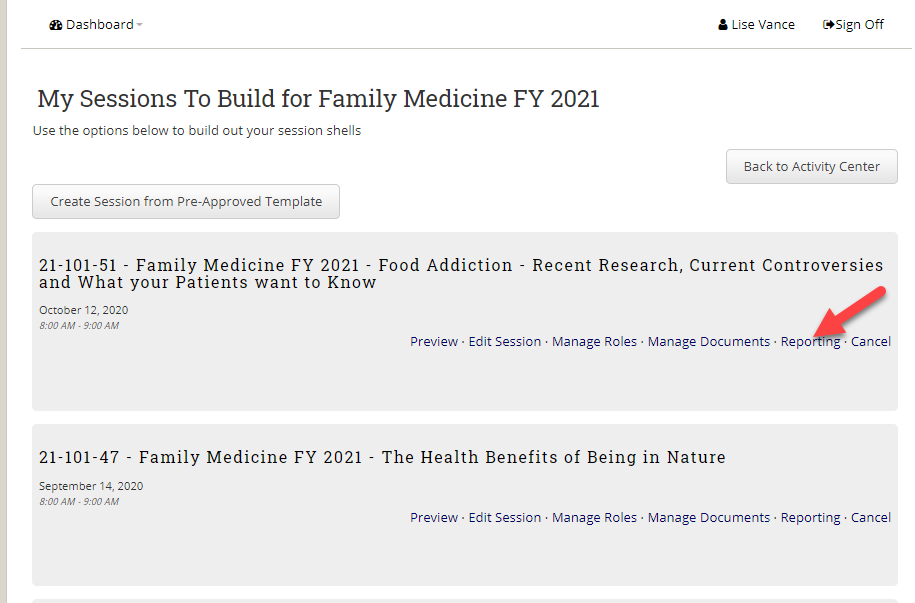 Dashboard
Lise Vance
Sign Off
My Sessions To Build for Family Medicine FY 2021
Use the options below to build out your session shells
Back to Activity Center
Create Session from Pre-Approved Template
21-101-51 - Family Medicine FY 2021 - Food Addiction - Recent Research, Current Controversies
and What your Patients want to Know
October 12, 2020
8:00 AM - 9:00 AM
Preview · Edit Session · Manage Roles · Manage Documents · Reporting · Cancel
21-101-47 - Family Medicine FY 2021 - The Health Benefits of Being in Nature
September 14, 2020
8:00 AM - 9:00 AM
Preview · Edit Session · Manage Roles · Manage Documents · Reporting · Cancel